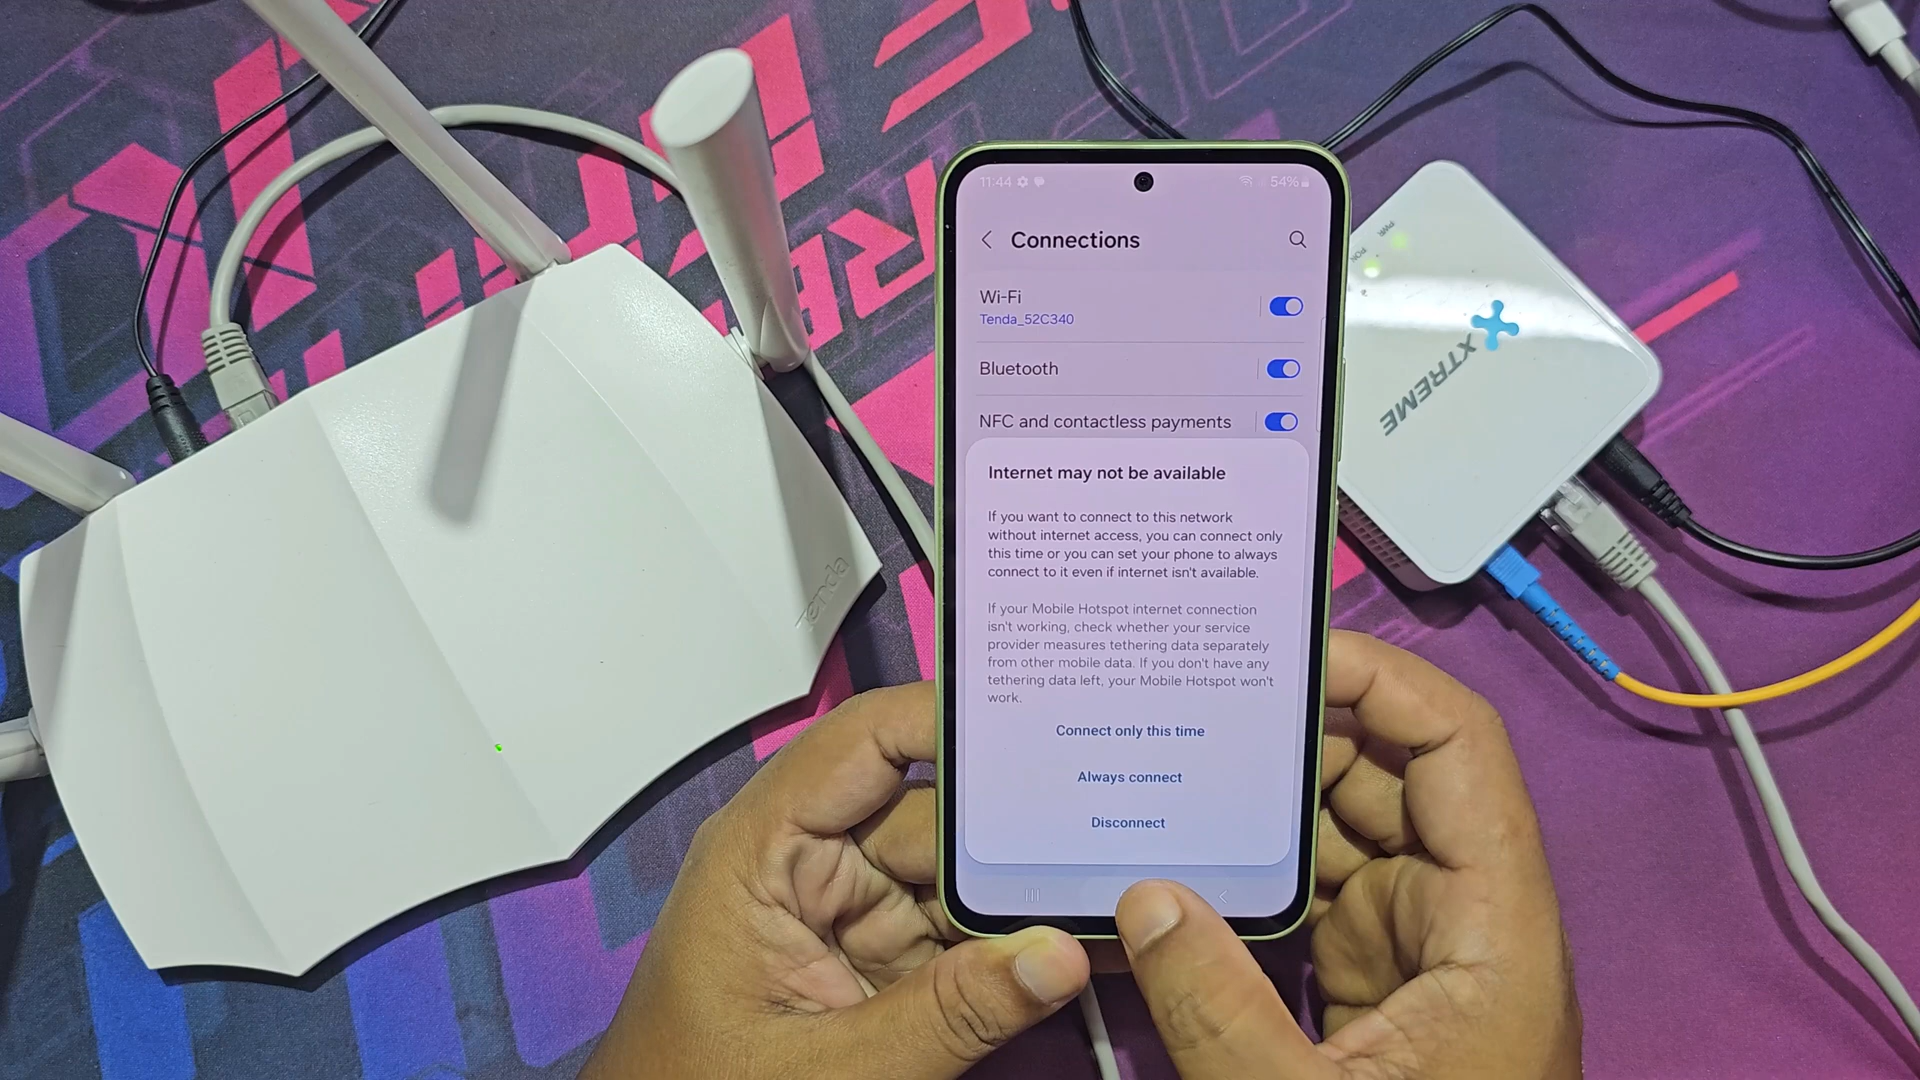 11:44
54%
Connections
Wi-Fi
Tenda_52C340
Bluetooth
NFC and contactless payments
Internet may not be available
If you want to connect to this network
without internet access, you can connect only
this time or you can set your phone to always
connect to it even if internet isn't available.
If your Mobile Hotspot internet connection
isn't working, check whether your service
provider measures tethering data separately
from other mobile data. If you don't have any
tethering data left, your Mobile Hotspot won't
work.
Connect only this time
Always connect
Disconnect
Tenda
PWR
PON
XTREME